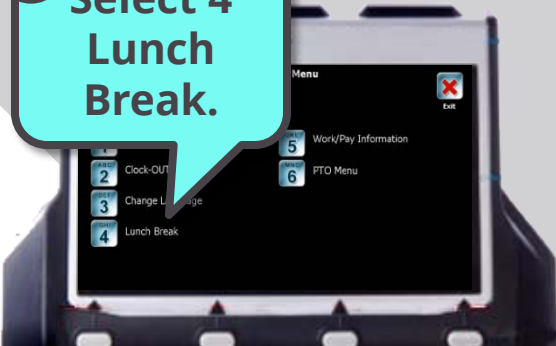 Select 4
Lunch
Break.
Menu
Exit
1
2 Clock-OUT
3 Change
4 Lunch Break
5 Work/Pay Information
6 PTO Menu